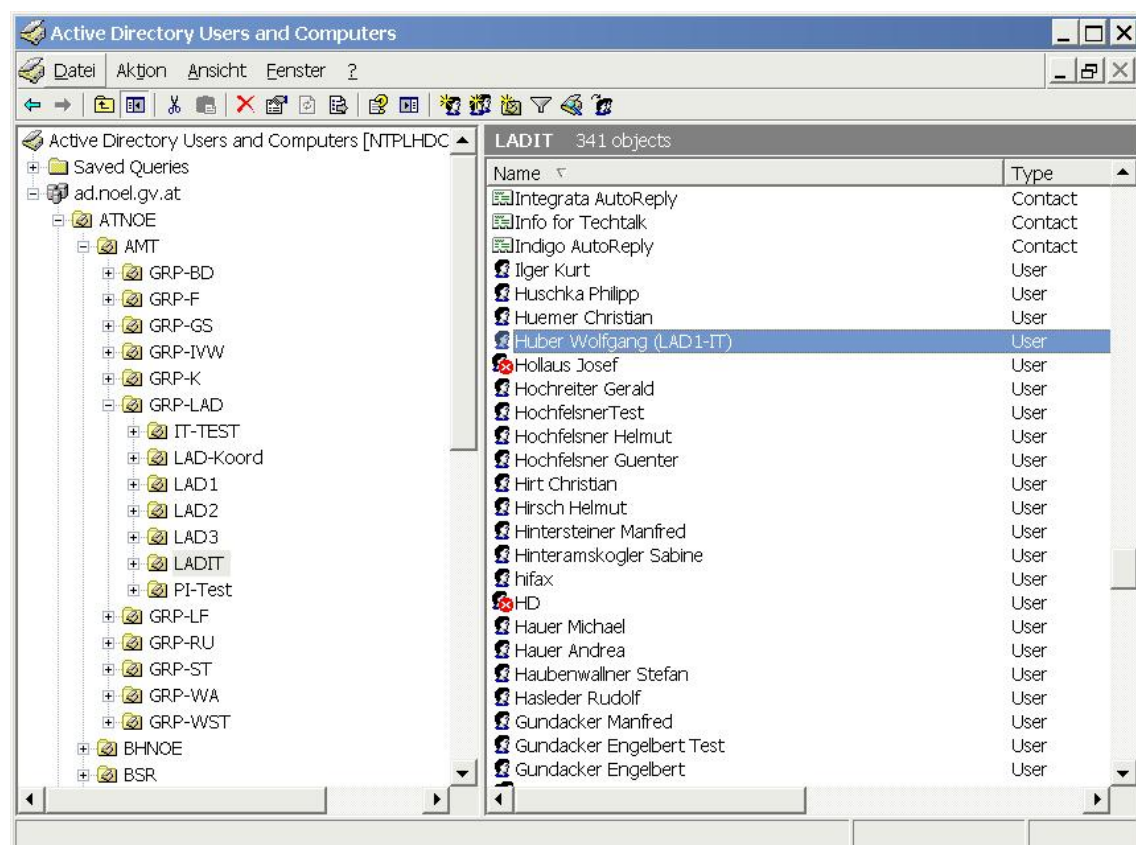 Active Directory Users and Computers
Datei Aktion Ansicht Fenster ?
Active Directory Users and Computers [NTPLHDC
Saved Queries
ad.noel.gv.at
ATNOE
AMT
GRP-BD
GRP-F
GRP-GS
GRP-IVW
GRP-K
GRP-LAD
IT-TEST
LAD-Koord
LAD1
LAD2
LAD3
LADIT
PI-Test
GRP-LF
GRP-RU
GRP-ST
GRP-WA
GRP-WST
BHNOE
BSR
LADIT 341 objects
Name Type
Integrata AutoReply Contact
Info for Techtalk Contact
Indigo AutoReply Contact
Ilger Kurt User
Huschka Philipp User
Huemer Christian User
Huber Wolfgang (LAD1-IT) User
Hollaus Josef User
Hochreiter Gerald User
HochfelsnerTest User
Hochfelsner Helmut User
Hochfelsner Guenter User
Hirt Christian User
Hirsch Helmut User
Hintersteiner Manfred User
Hinteramskogler Sabine User
hifax User
HD User
Hauer Michael User
Hauer Andrea User
Haubenwallner Stefan User
Hasleder Rudolf User
Gundacker Manfred User
Gundacker Engelbert Test User
Gundacker Engelbert User